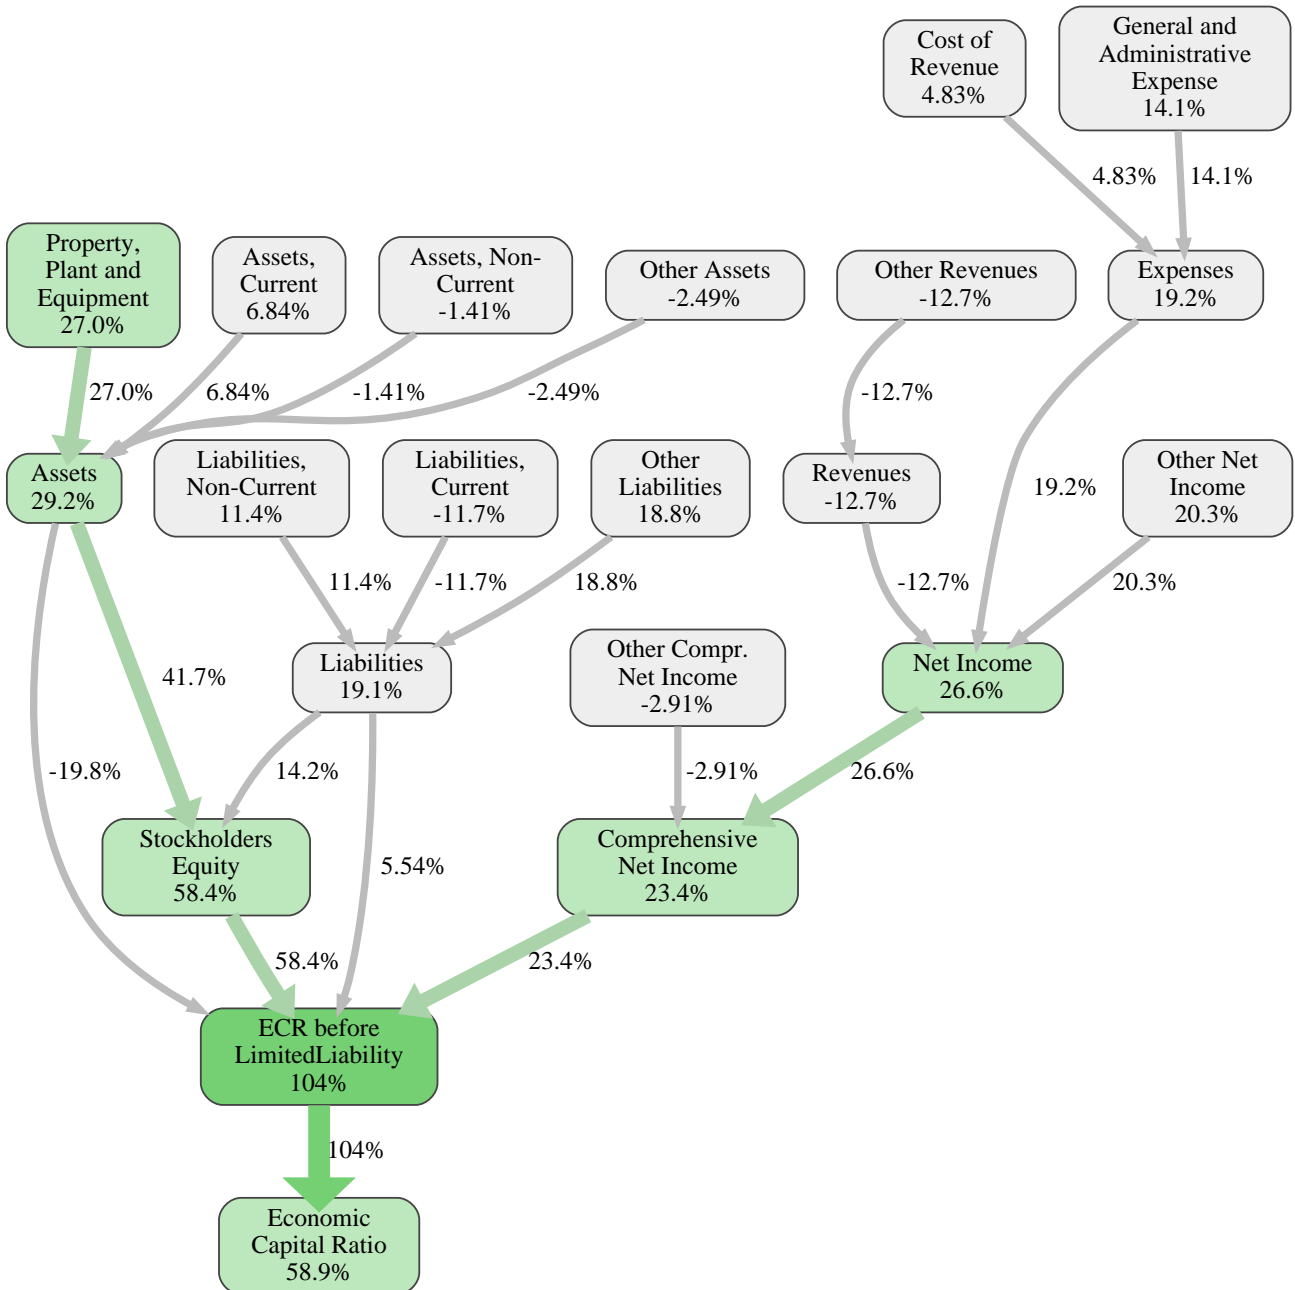 Cost of
Revenue
4.83%
General and
Administrative
Expense
14.1%
4.83%
14.1%
Property,
Plant and
Equipment
27.0%
Assets,
Current
6.84%
Assets, Non-
Current
-1.41%
Other Assets
-2.49%
Other Revenues
-12.7%
Expenses
19.2%
27.0%
6.84%
-1.41%
-2.49%
-12.7%
Assets
29.2%
Liabilities,
Non-Current
11.4%
Liabilities,
Current
-11.7%
Other
Liabilities
18.8%
Revenues
-12.7%
19.2%
Other Net
Income
20.3%
11.4%
-11.7%
18.8%
-12.7%
20.3%
41.7%
Liabilities
19.1%
Other Compr.
Net Income
-2.91%
Net Income
26.6%
-19.8%
14.2%
-2.91%
26.6%
Stockholders
Equity
58.4%
5.54%
Comprehensive
Net Income
23.4%
58.4%
23.4%
ECR before
LimitedLiability
104%
104%
Economic
Capital Ratio
58.9%